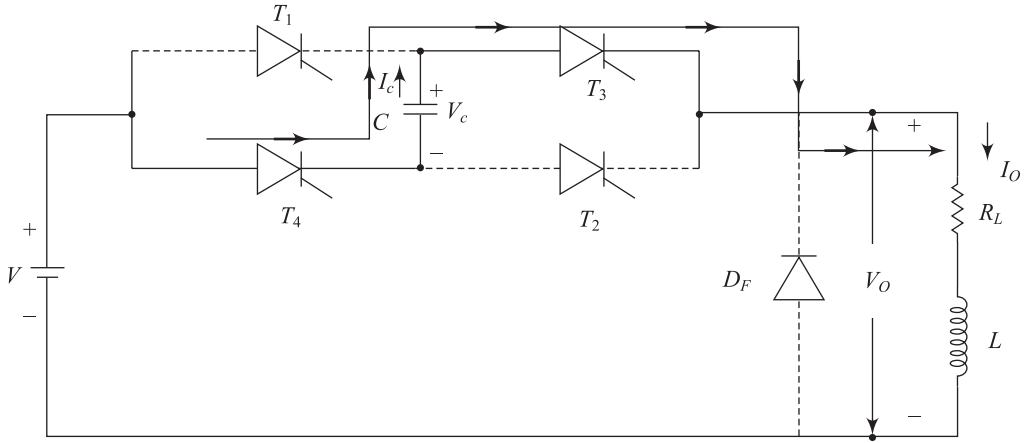 T1
Ic
+
Vc
C
−
T3
T4
T2
+
V
−
+
IO
RL
DF
VO
L
−